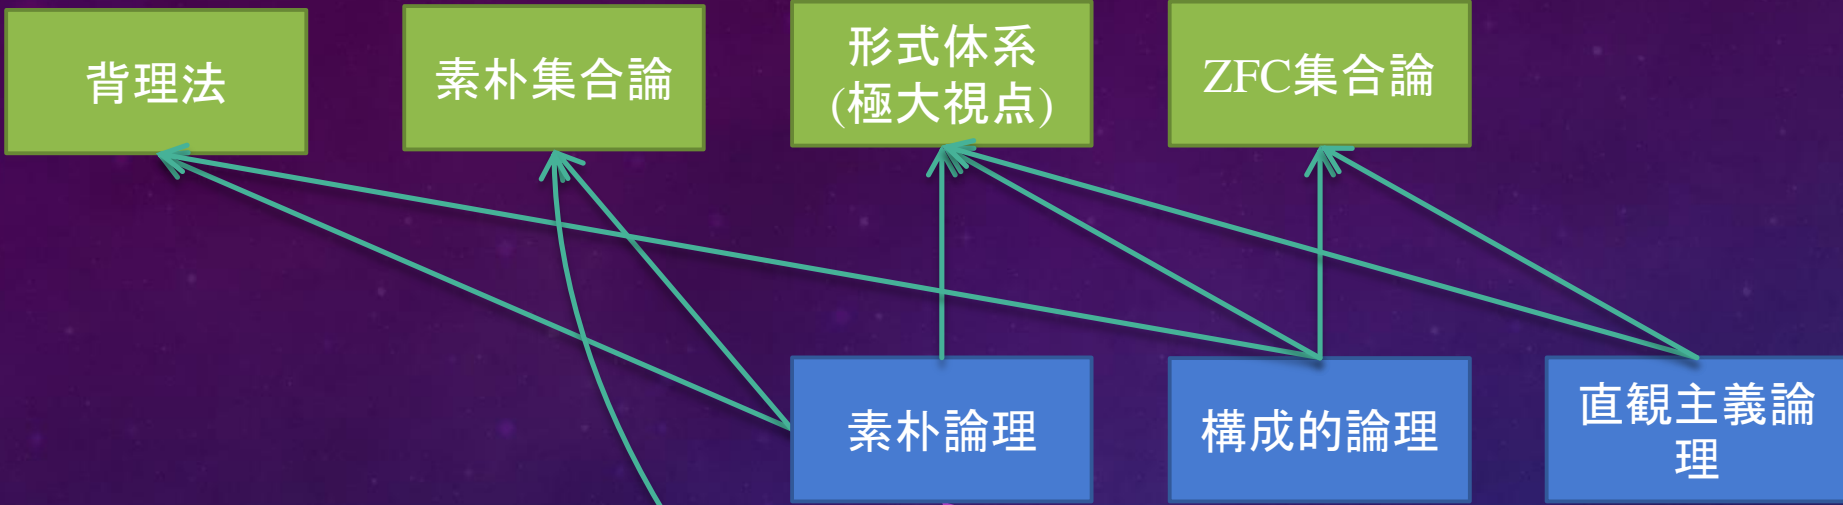 背理法
素朴集合論
形式体系
(極大視点)
ZFC集合論
素朴論理
構成的論理
直観主義論
理